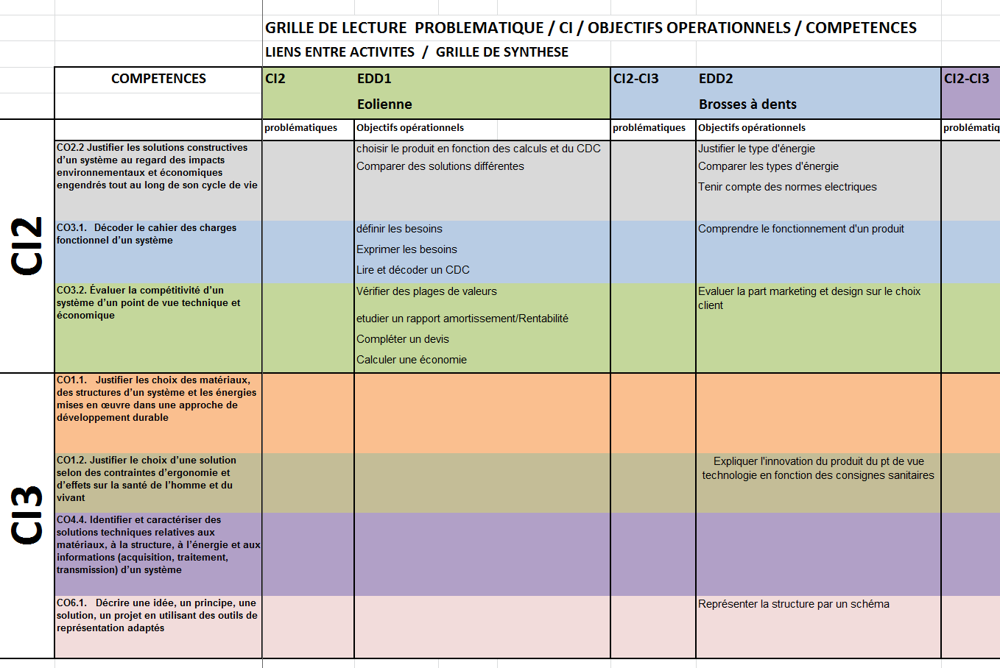 GRILLE DE LECTURE  PROBLEMATIQUE / CI / OBJECTIFS OPERATIONNELS / COMPETENCES
LIENS ENTRE ACTIVITES  /  GRILLE DE SYNTHESE
COMPETENCES
CI2
EDD1
CI2-CI3
EDD2
CI2-CI3
Eolienne
Brosses à dents
problématiques
Objectifs opérationnels
problématiques
Objectifs opérationnels
problématiq
CI2
CO2.2 Justifier les solutions constructives
d’un système au regard des impacts
environnementaux et économiques
engendrés tout au long de son cycle de vie
choisir le produit en fonction des calculs et du CDC
Comparer des solutions différentes
Justifier le type d'énergie
Comparer les types d'énergie
Tenir compte des normes electriques
CO3.1.   Décoder le cahier des charges
fonctionnel d’un système
définir les besoins
Exprimer les besoins
Lire et décoder un CDC
Comprendre le fonctionnement d'un produit
CO3.2. Évaluer la compétitivité d’un
système d’un point de vue technique et
économique
Vérifier des plages de valeurs
etudier un rapport amortissement/Rentabilité
Compléter un devis
Calculer une économie
Evaluer la part marketing et design sur le choix
client
CI3
CO1.1.   Justifier les choix des matériaux,
des structures d’un système et les énergies
mises en œuvre dans une approche de
développement durable
CO1.2. Justifier le choix d’une solution
selon des contraintes d’ergonomie et
d’effets sur la santé de l’homme et du
vivant
Expliquer l'innovation du produit du pt de vue
technologie en fonction des consignes sanitaires
CO4.4. Identifier et caractériser des
solutions techniques relatives aux
matériaux, à la structure, à l’énergie et aux
informations (acquisition, traitement,
transmission) d’un système
CO6.1.   Décrire une idée, un principe, une
solution, un projet en utilisant des outils de
représentation adaptés
Représenter la structure par un schéma